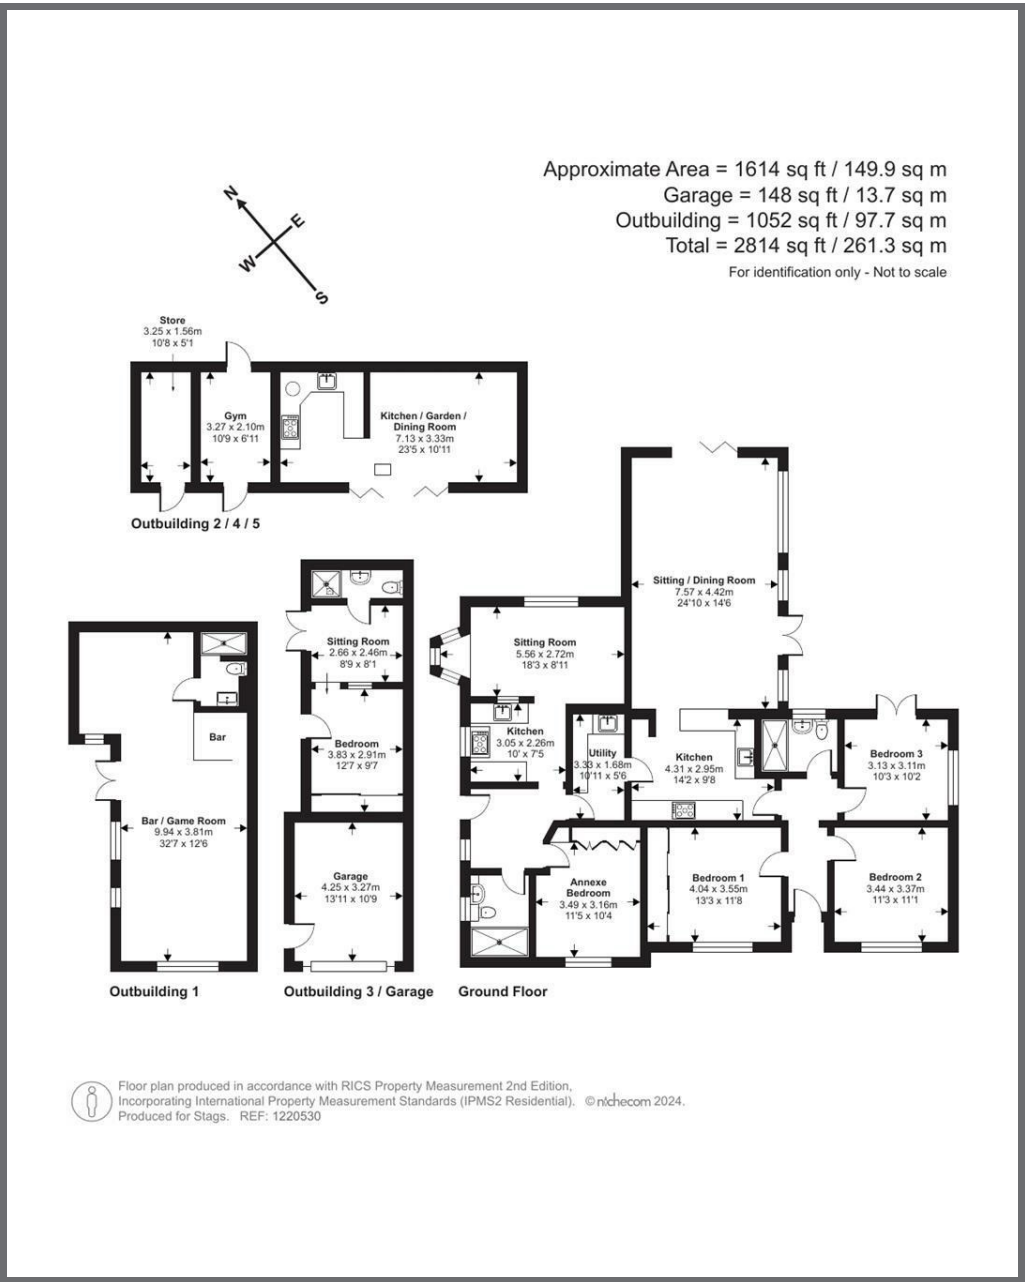 Approximate Area = 1614 sq ft / 149.9 sq m
Garage = 148 sq ft / 13.7 sq m
Outbuilding = 1052 sq ft / 97.7 sq m
Total = 2814 sq ft / 261.3 sq m
For identification only - Not to scale
N
E
W
S
Store
3.25 x 1.56m
10'8 x 5'1
Gym
3.27 x 2.10m
10'9 x 6'11
Kitchen / Garden /
Dining Room
7.13 x 3.33m
23'5 x 10'11
Outbuilding 2 / 4 / 5
Sitting / Dining Room
7.57 x 4.42m
24'10 x 14'6
Sitting Room
2.66 x 2.46m
8'9 x 8'1
Sitting Room
5.56 x 2.72m
18'3 x 8'11
Bar
Bedroom
3.83 x 2.91m
12'7 x 9'7
Kitchen
3.05 x 2.26m
10' x 7'5
Utility
3.33 x 1.68m
10'11 x 5'6
Kitchen
4.31 x 2.95m
14'2 x 9'8
Bedroom 3
3.13 x 3.11m
10'3 x 10'2
Bar / Game Room
9.94 x 3.81m
32'7 x 12'6
Garage
4.25 x 3.27m
13'11 x 10'9
Annexe
Bedroom
3.49 x 3.16m
11'5 x 10'4
Bedroom 1
4.04 x 3.55m
13'3 x 11'8
Bedroom 2
3.44 x 3.37m
11'3 x 11'1
Outbuilding 1
Outbuilding 3 / Garage
Ground Floor
Floor plan produced in accordance with RICS Property Measurement 2nd Edition,
Incorporating International Property Measurement Standards (IPMS2 Residential). © nichecom 2024.
Produced for Stags. REF: 1220530